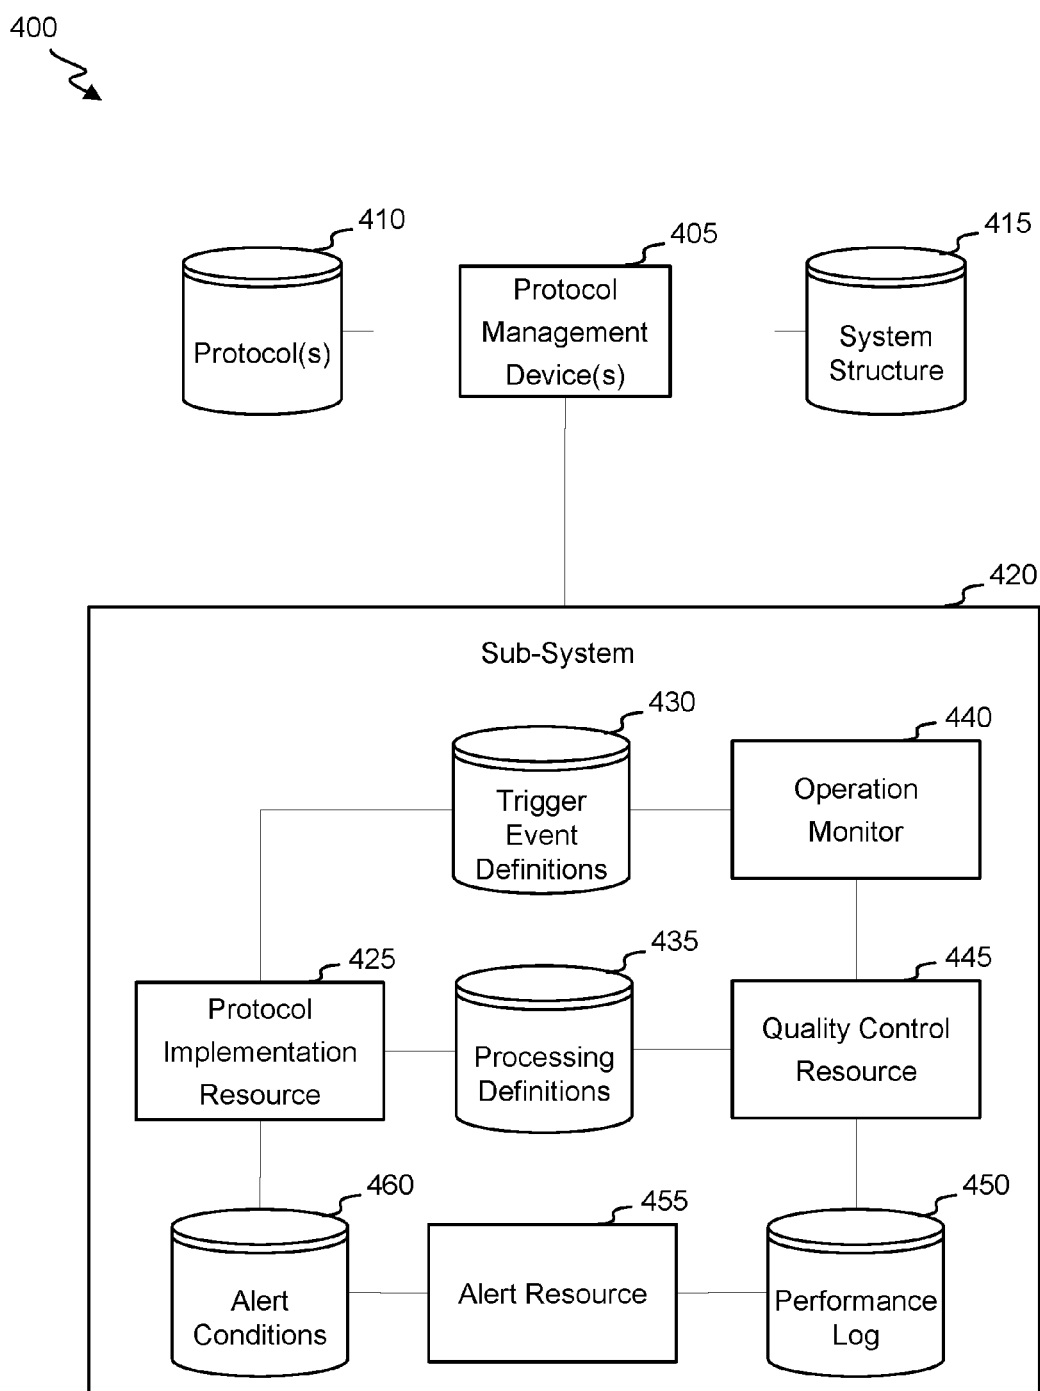 400
410
405
415
Protocol(s)
Protocol
Management
Device(s)
System
Structure
420
Sub-System
430
440
Trigger
Event
Definitions
Operation
Monitor
425
435
445
Protocol
Implementation
Resource
Processing
Definitions
Quality Control
Resource
460
455
450
Alert
Conditions
Alert Resource
Performance
Log